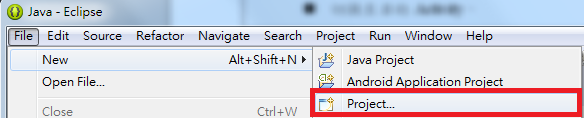 Java - Eclipse
File Edit Source Refactor Navigate Search Project Run Window Help
New Alt+Shift+N Java Project
Open File... Android Application Project
Close Ctrl+W Project...